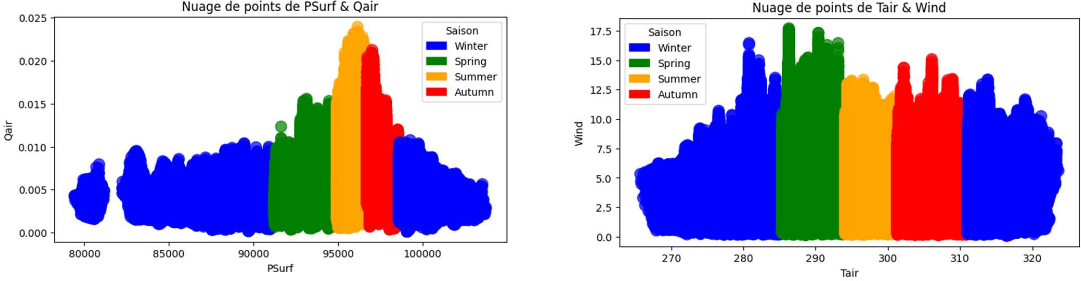 Nuage de points de PSurf & Qair
Saison
Winter
Spring
Summer
Autumn
0.025
0.020
0.015
0.010
0.005
0.000
Qair
80000 85000 90000 95000 100000
PSurf
Nuage de points de Tair & Wind
Saison
Winter
Spring
Summer
Autumn
17.5
15.0
12.5
10.0
7.5
5.0
2.5
0.0
Wind
270 280 290 300 310 320
Tair